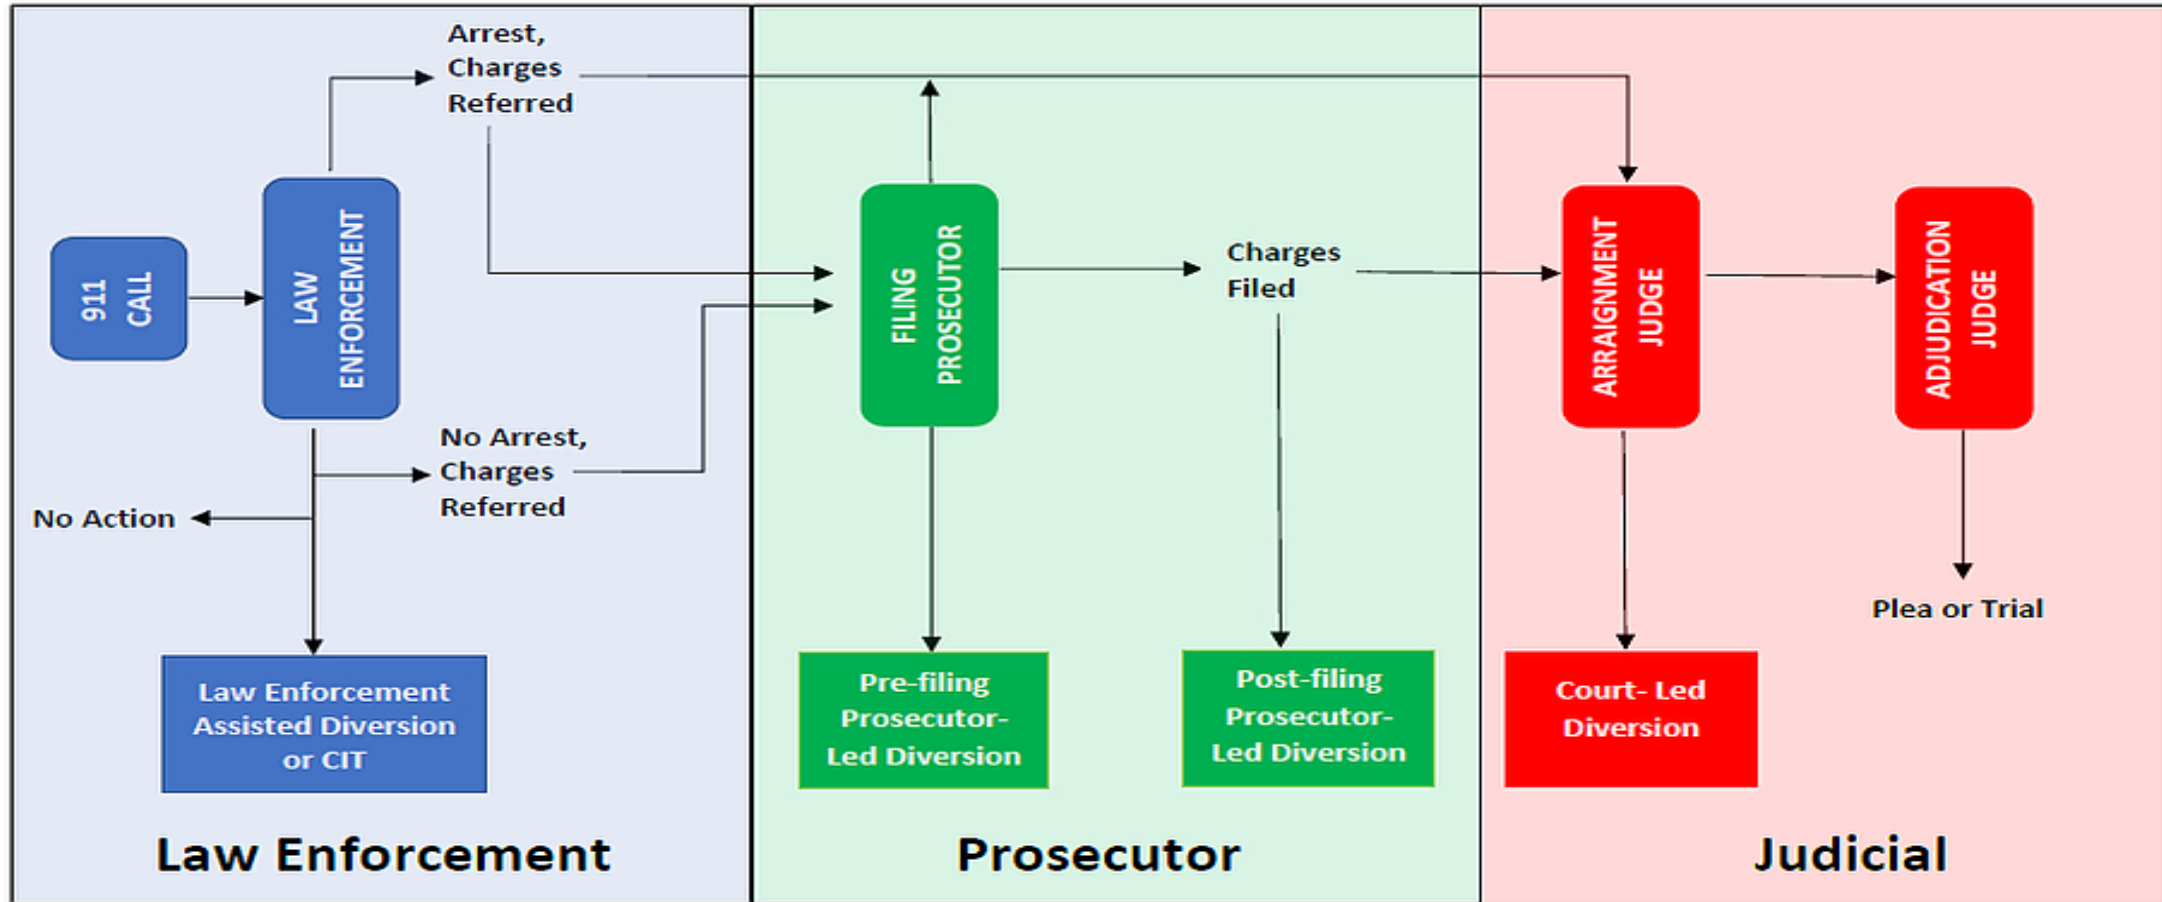 Arrest,
Charges
Referred
911
CALL
LAW
ENFORCEMENT
No Arrest,
Charges
Referred
No Action
Law Enforcement
Assisted Diversion
or CIT
Law Enforcement
FILING
PROSECUTOR
Charges
Filed
Pre-filing
Prosecutor-
Led Diversion
Post-filing
Prosecutor-
Led Diversion
Prosecutor
ARRAIGNMENT
JUDGE
ADJUDICATION
JUDGE
Plea or Trial
Court- Led
Diversion
Judicial